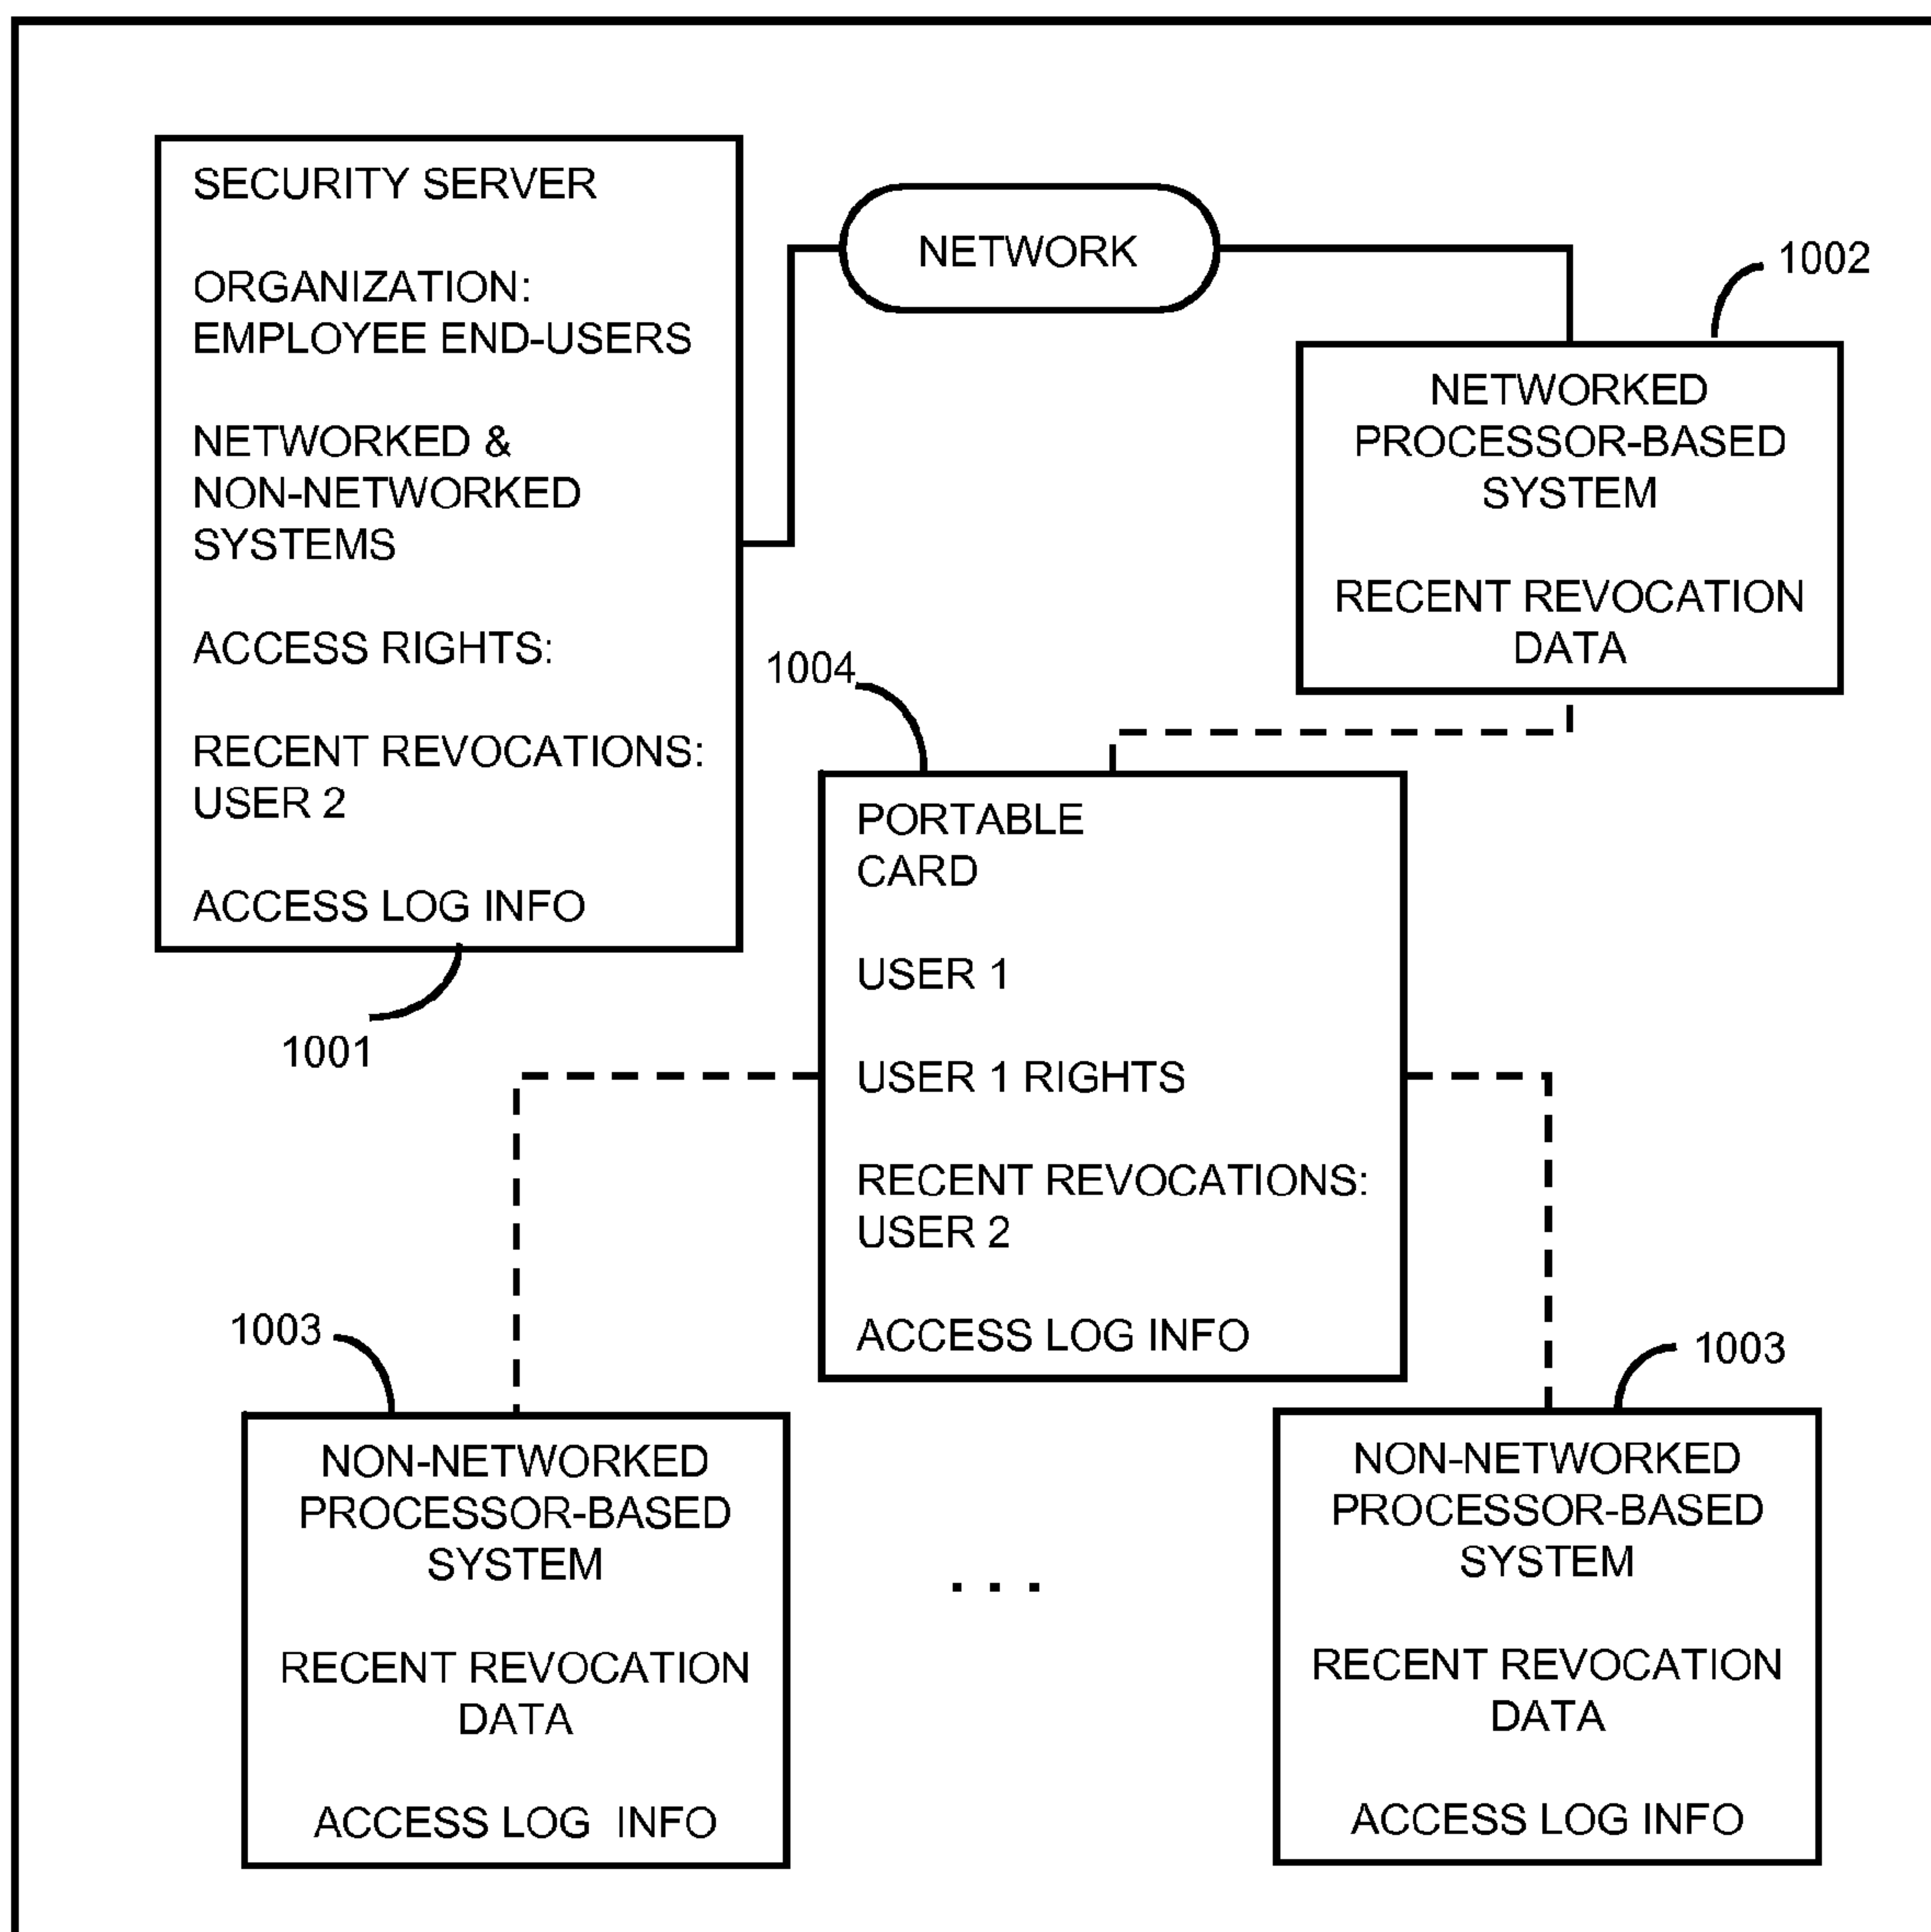 SECURITY SERVER
ORGANIZATION:
EMPLOYEE END-USERS
NETWORKED &
NON-NETWORKED
SYSTEMS
ACCESS RIGHTS:
RECENT REVOCATIONS:
USER 2
ACCESS LOG INFO
1001
NETWORK
1002
NETWORKED
PROCESSOR-BASED
SYSTEM
RECENT REVOCATION
DATA
1004
PORTABLE
CARD
USER 1
USER 1 RIGHTS
RECENT REVOCATIONS:
USER 2
ACCESS LOG INFO
1003
NON-NETWORKED
PROCESSOR-BASED
SYSTEM
RECENT REVOCATION
DATA
ACCESS LOG INFO
. . .
1003
NON-NETWORKED
PROCESSOR-BASED
SYSTEM
RECENT REVOCATION
DATA
ACCESS LOG INFO